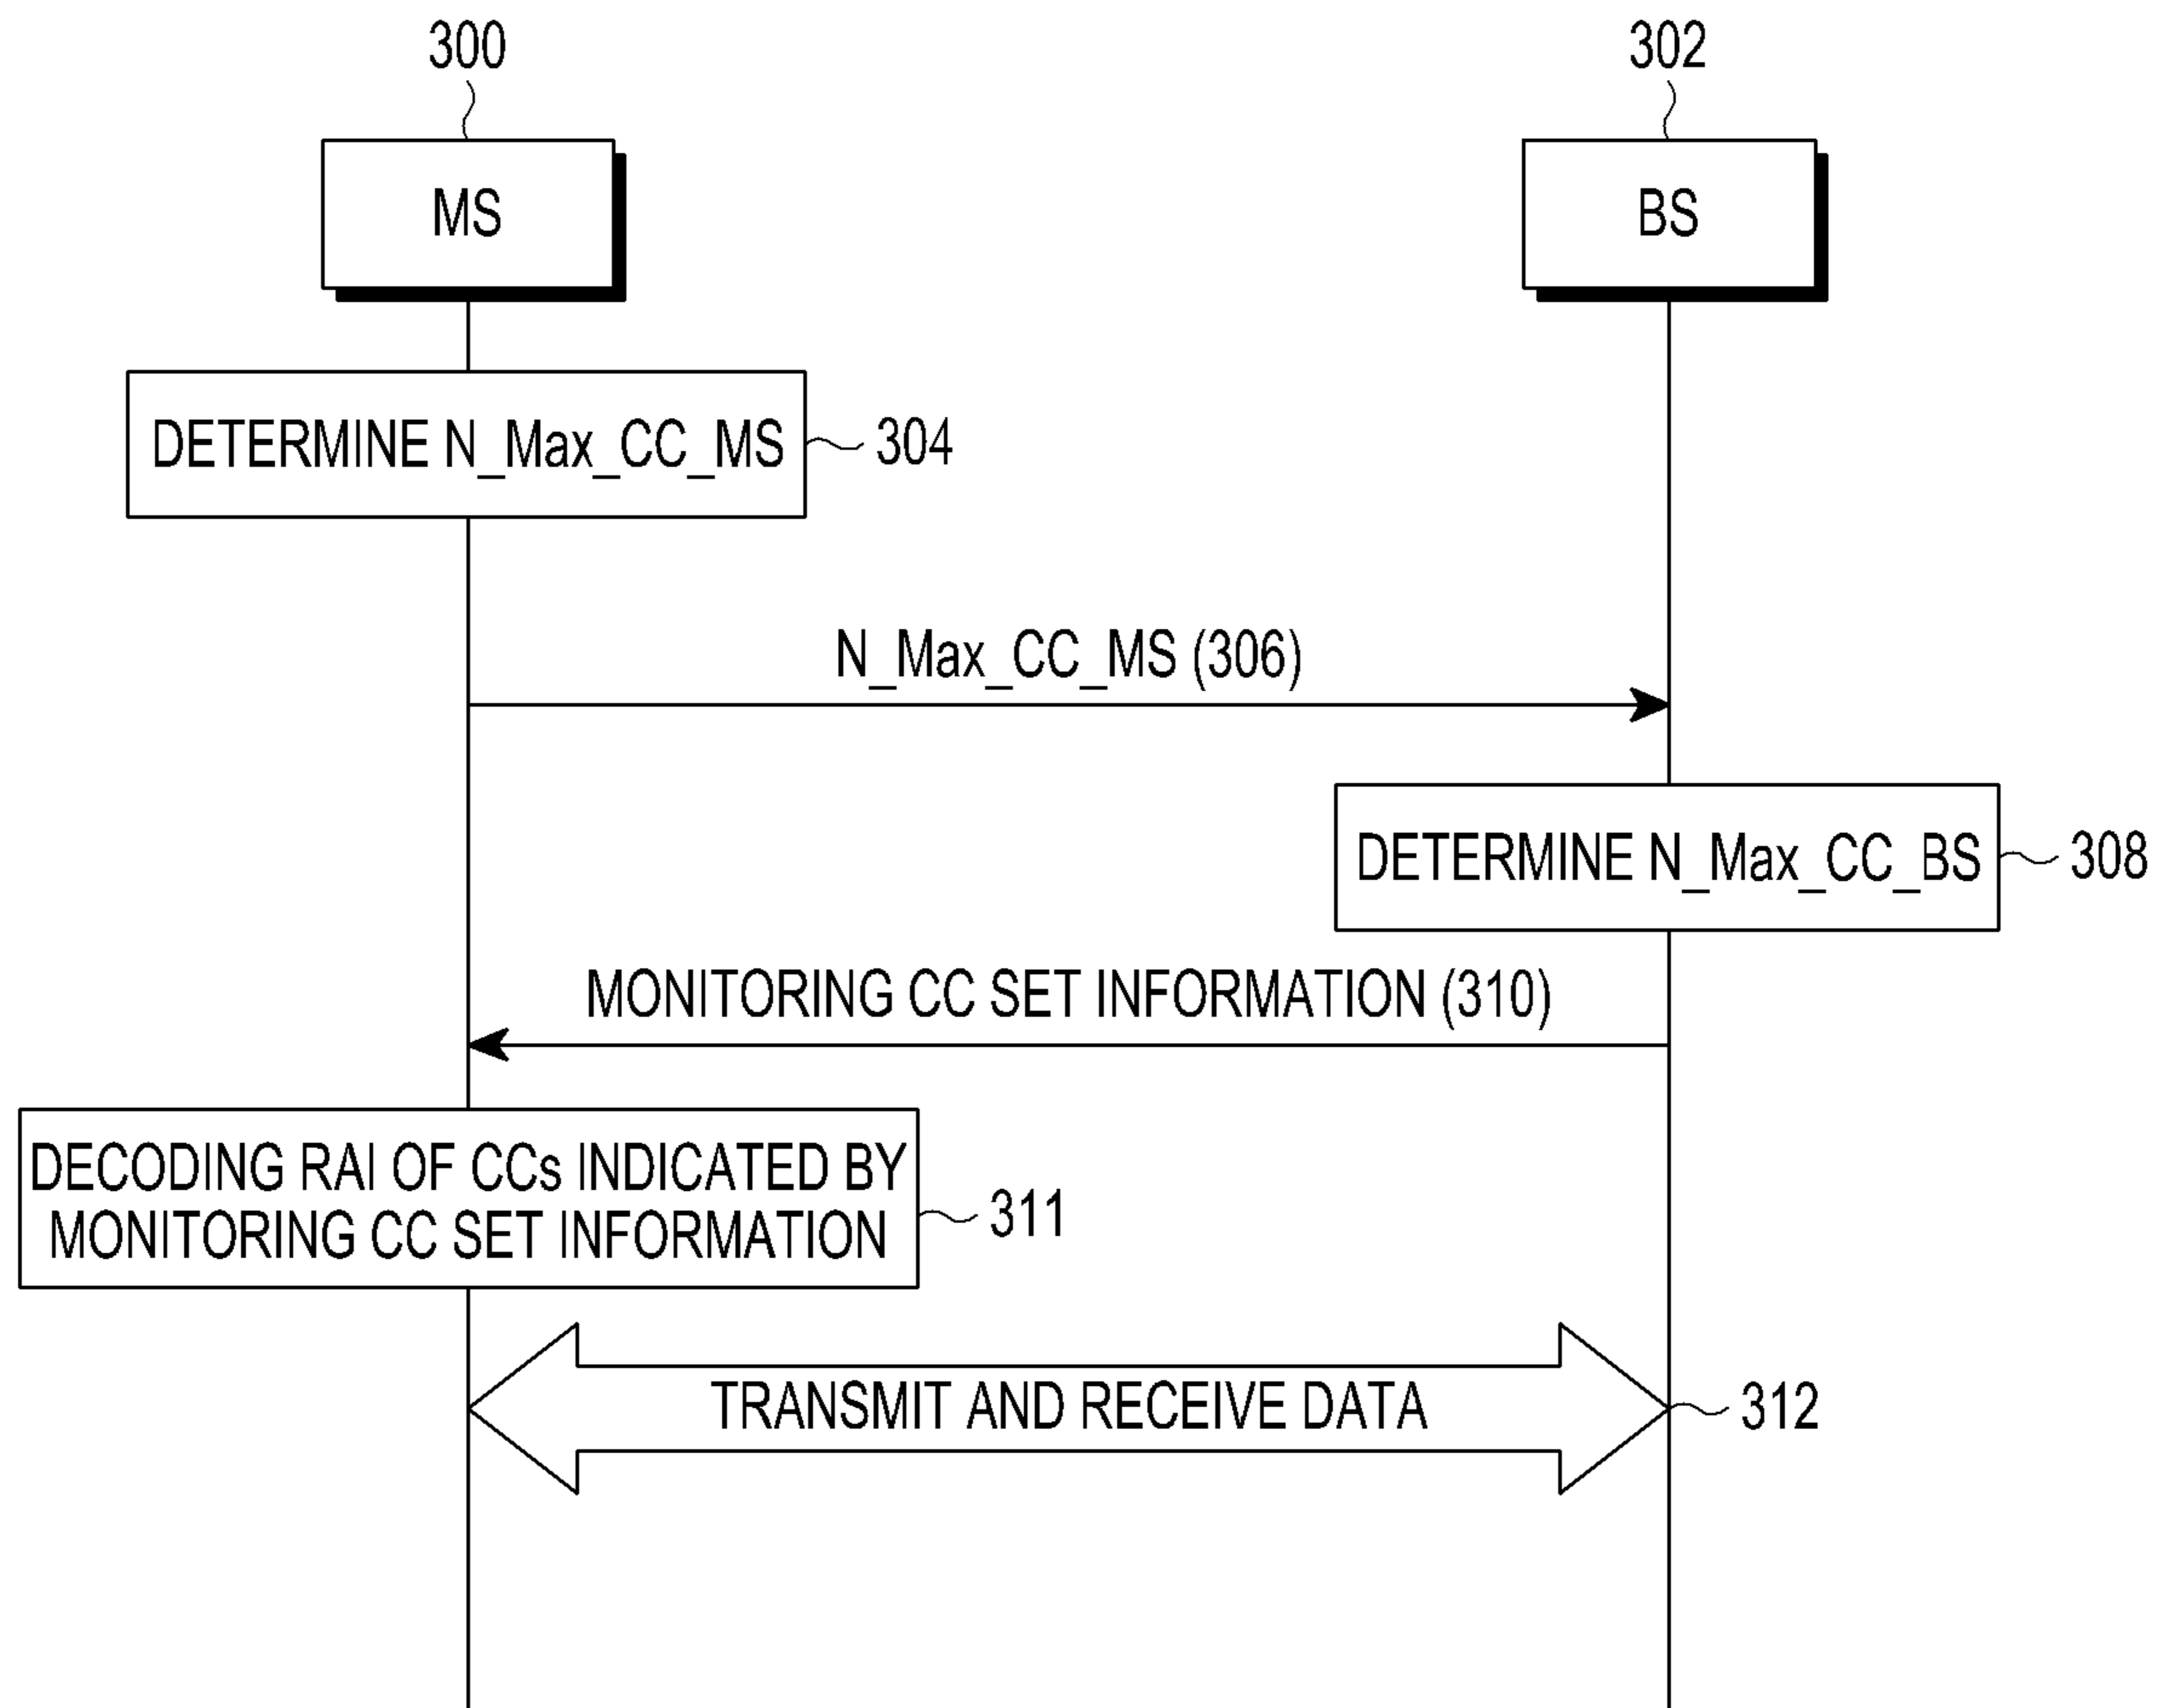 300
302
MS
BS
DETERMINE N_Max_CC_MS
304
N_Max_CC_MS (306)
DETERMINE N_Max_CC_BS
308
MONITORING CC SET INFORMATION (310)
DECODING RAI OF CCs INDICATED BY
MONITORING CC SET INFORMATION
311
TRANSMIT AND RECEIVE DATA
312